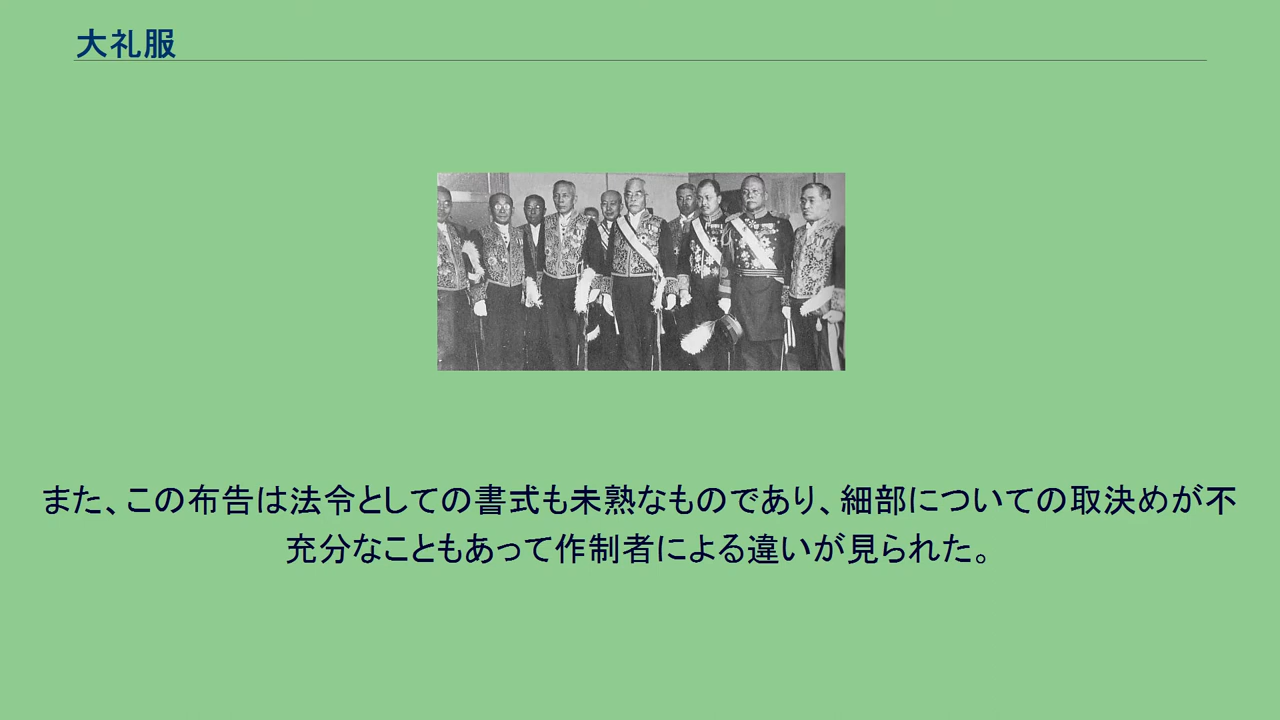 大礼服
また、この布告は法令としての書式も未熟なものであり、細部についての取決めが不
充分なこともあって作制者による違いが見られた。